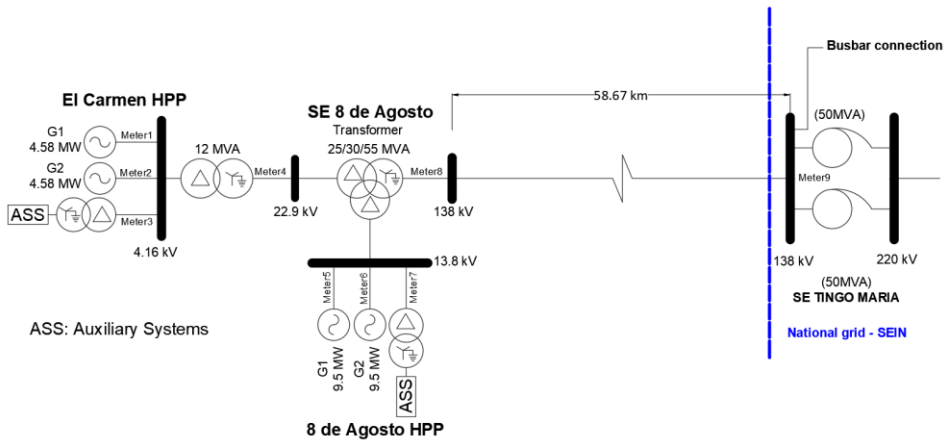 Busbar connection
58.67 km
El Carmen HPP
SE 8 de Agosto
Transformer
25/30/55 MVA
(50MVA)
G1
4.58 MW
Meter1
12 MVA
G2
4.58 MW
Meter2
Meter4
Meter8
Meter9
ASS
Meter3
22.9 kV
138 kV
4.16 kV
13.8 kV
138 kV
220 kV
Meter5
Meter6
Meter7
(50MVA)
SE TINGO MARIA
ASS: Auxiliary Systems
National grid - SEIN
G1
9.5 MW
G2
9.5 MW
ASS
8 de Agosto HPP